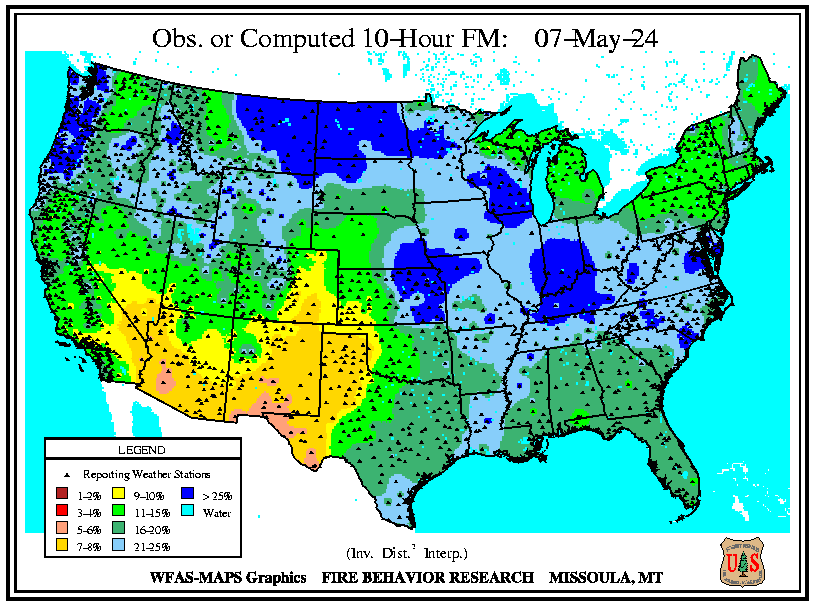 Obs. or Computed 10-Hour FM: 07-May-24
LEGEND
Reporting Weather Stations
1-2% 9-10% > 25%
3-4% 11-15% Water
5-6% 16-20%
7-8% 21-25%
(Inv. Dist.² Interp.)
WFAS-MAPS Graphics FIRE BEHAVIOR RESEARCH MISSOULA, MT
U S